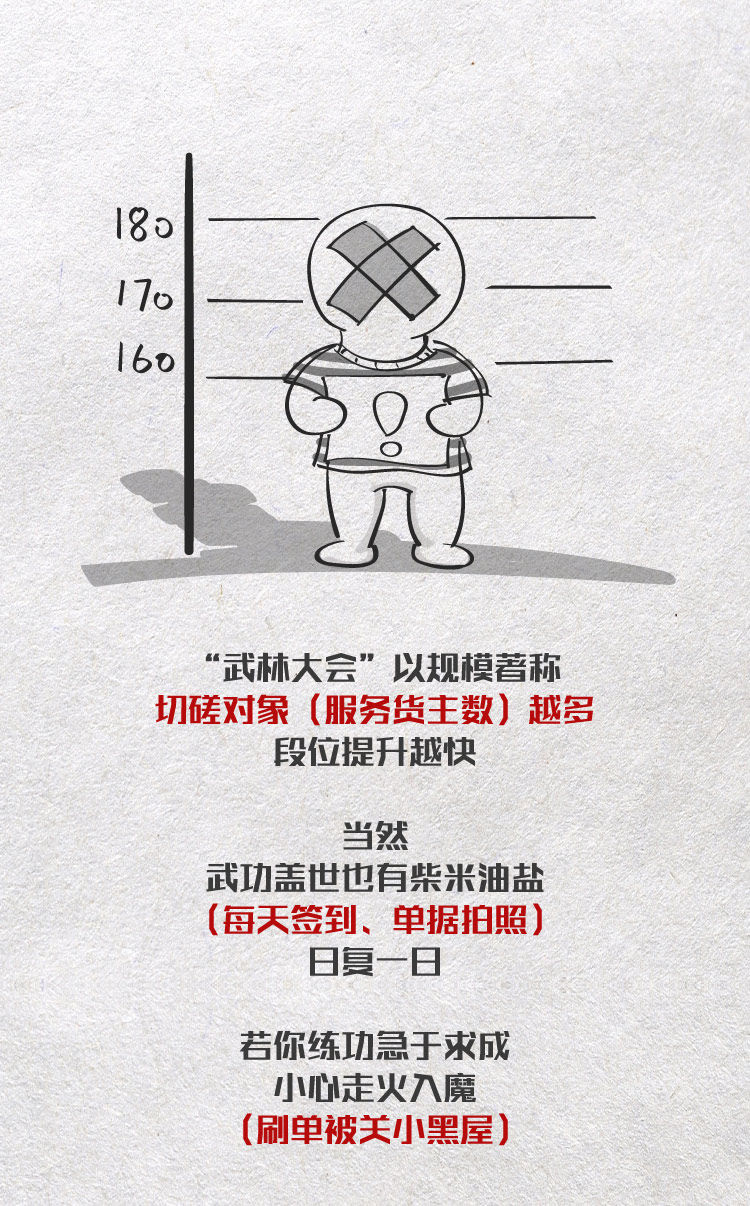 180
170
160
!
“武林大会”以规模著称
切磋对象（服务货主数）越多
段位提升越快
当然
武功盖世也有柴米油盐
（每天签到、单据拍照）
日复一日
若你练功急于求成
小心走火入魔
（刷单被关小黑屋）